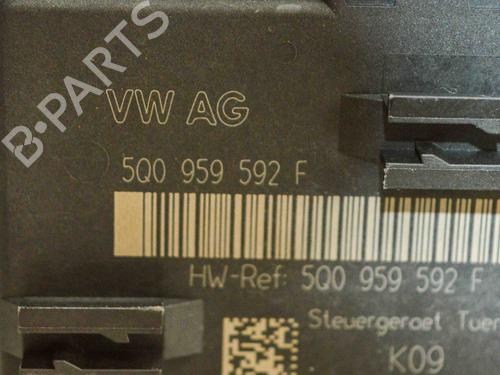 B-PARTS
VW AG
5Q0 959 592 F
HW-Ref: 5Q0 959 592 F
Steuergeraet Tuer
K09